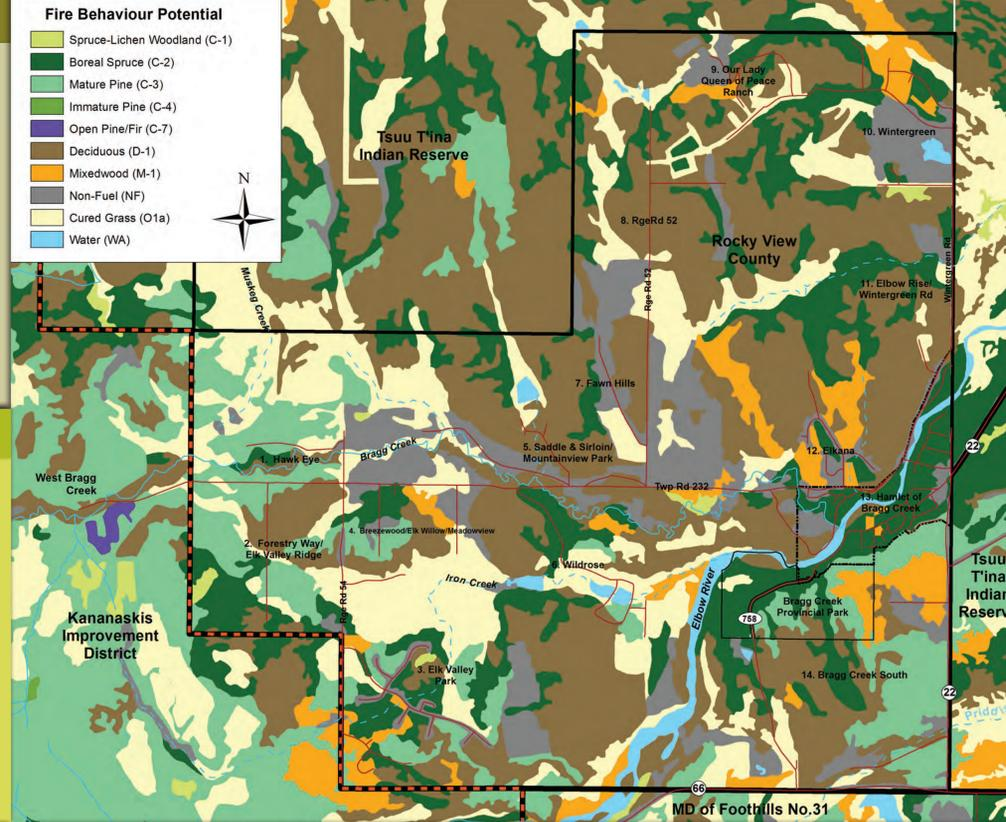 Fire Behaviour Potential
Spruce-Lichen Woodland (C-1)
Boreal Spruce (C-2)
Mature Pine (C-3)
Immature Pine (C-4)
Open Pine/Fir (C-7)
Deciduous (D-1)
Mixedwood (M-1)
Non-Fuel (NF)
Cured Grass (O1a)
Water (WA)
N
Tsuu T'ina
Indian Reserve
9. Our Lady
Queen of Peace
Ranch
10. Wintergreen
8. RgeRd 52
Rocky View
County
Rge Rd 52
Wintergreen Rd
11. Elbow Rise/
Wintergreen Rd
Muskeg Creek
7. Fawn Hills
22
1. Hawk Eye
Bragg Creek
5. Saddle & Sirloin/
Mountainview Park
12. Elkana
West Bragg
Creek
Twp Rd 232
13. Hamlet of
Bragg Creek
2. Forestry Way/
Elk Valley Ridge
4. Breezewood/Elk Willow/Meadowview
6. Wildrose
Iron Creek
Rge Rd 54
Elbow River
Tsuu
T'ina
Indian
Reserv
Bragg Creek
Provincial Park
758
Kananaskis
Improvement
District
3. Elk Valley
Park
14. Bragg Creek South
22
Priddi
66
MD of Foothills No.31